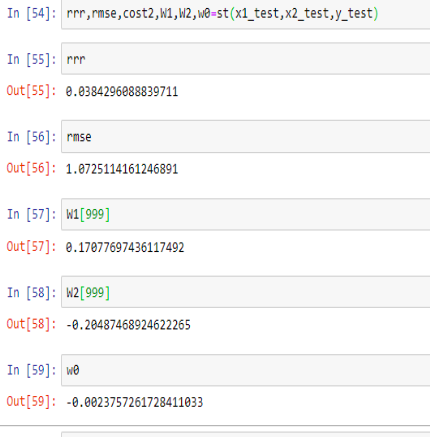 In [54]: rrr,rmse,cost2,W1,W2,w0=st(x1_test,x2_test,y_test)
In [55]: rrr
Out[55]: 0.0384296088839711
In [56]: rmse
Out[56]: 1.0725114161246891
In [57]: W1[999]
Out[57]: 0.17077697436117492
In [58]: W2[999]
Out[58]: -0.20487468924622265
In [59]: w0
Out[59]: -0.0023757261728411033